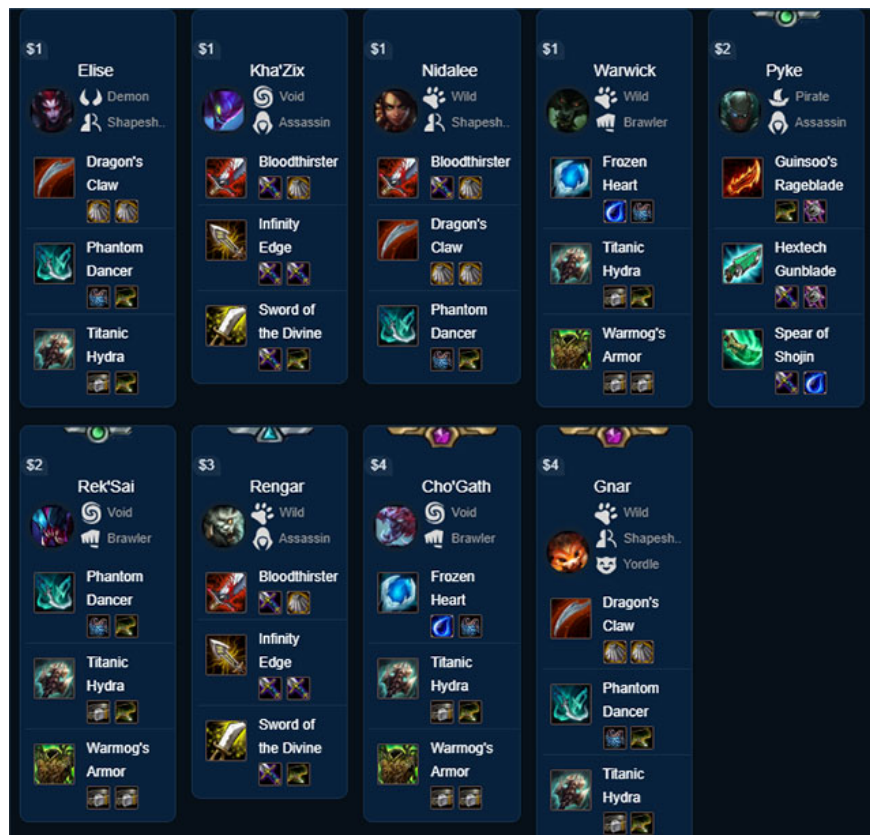 $1
Elise
Demon
Shapesh..
Dragon's
Claw
Phantom
Dancer
Titanic
Hydra
$1
Kha'Zix
Void
Assassin
Bloodthirster
Infinity
Edge
Sword of
the Divine
$1
Nidalee
Wild
Shapesh..
Bloodthirster
Dragon's
Claw
Phantom
Dancer
$1
Warwick
Wild
Brawler
Frozen
Heart
Titanic
Hydra
Warmog's
Armor
$2
Pyke
Pirate
Assassin
Guinsoo's
Rageblade
Hextech
Gunblade
Spear of
Shojin
$2
Rek'Sai
Void
Brawler
Phantom
Dancer
Titanic
Hydra
Warmog's
Armor
$3
Rengar
Wild
Assassin
Bloodthirster
Infinity
Edge
Sword of
the Divine
$4
Cho'Gath
Void
Brawler
Frozen
Heart
Titanic
Hydra
Warmog's
Armor
$4
Gnar
Wild
Shapesh..
Yordle
Dragon's
Claw
Phantom
Dancer
Titanic
Hydra